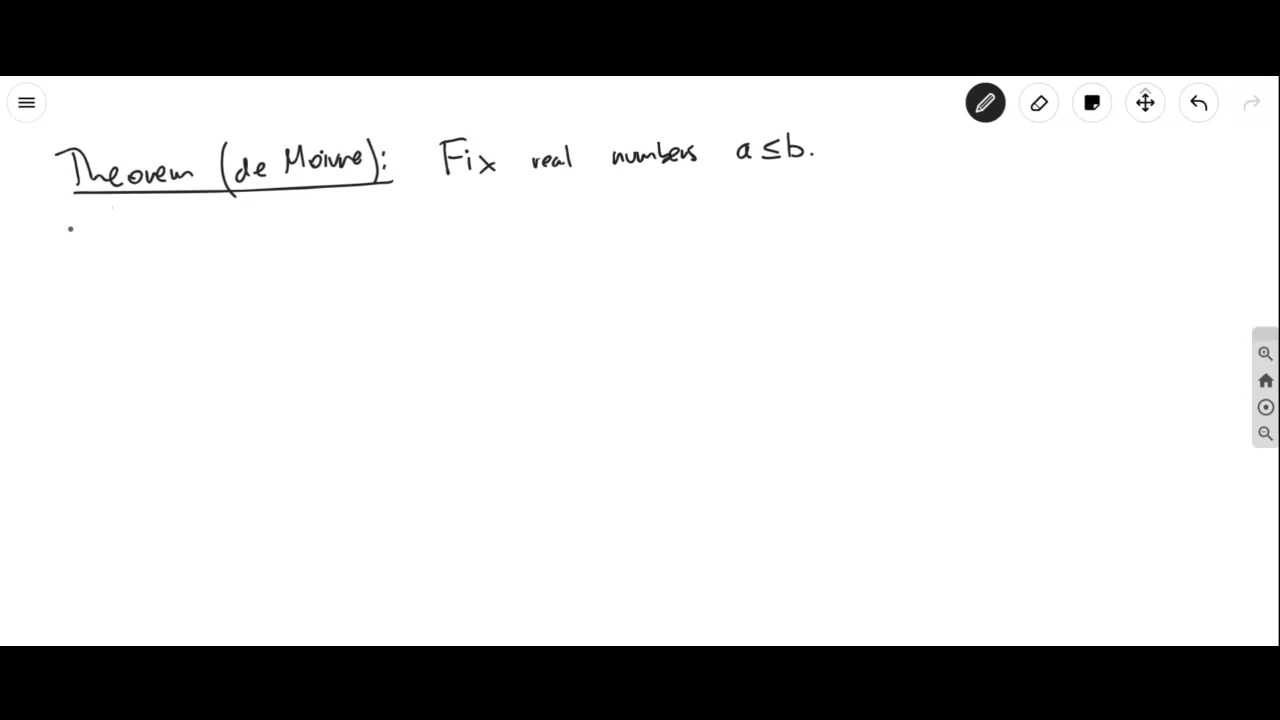 Theorem (de Moivre): Fix real numbers a ≤ b.